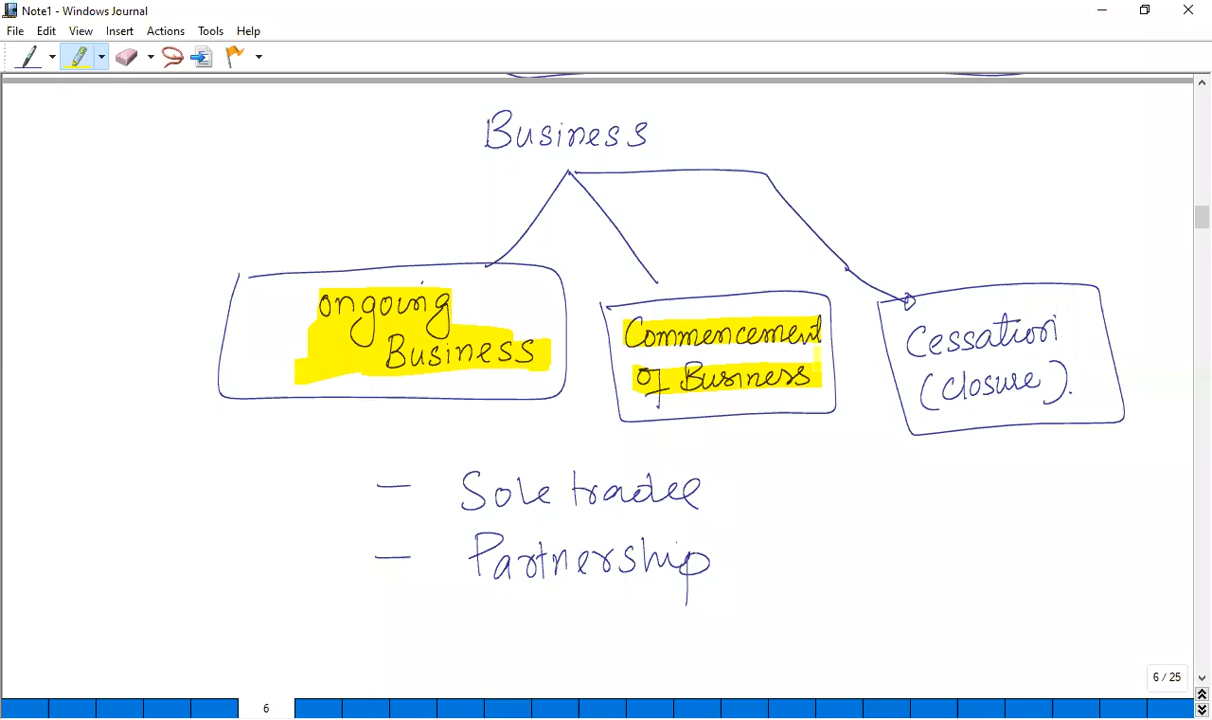 Note1 - Windows Journal
File Edit View Insert Actions Tools Help
Business
ongoing
Business
Commencement
of Business
Cessation
(closure).
— Sole trader
— Partnership
6 / 25
6